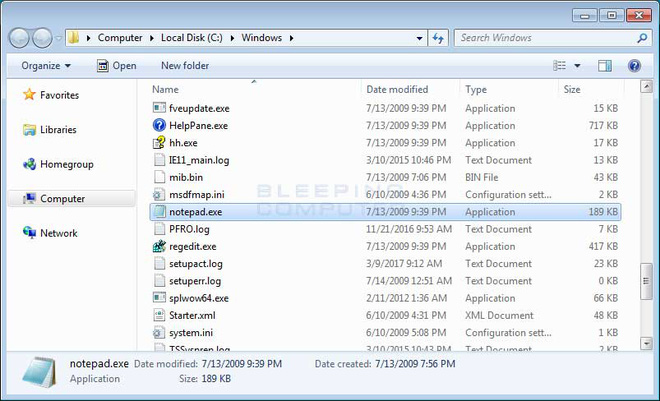 Computer Local Disk (C:) Windows
Search Windows
Organize Open New folder
Favorites
Libraries
Homegroup
Computer
Network
Name Date modified Type Size
fveupdate.exe 7/13/2009 9:39 PM Application 15 KB
HelpPane.exe 7/13/2009 9:39 PM Application 717 KB
hh.exe 7/13/2009 9:39 PM Application 17 KB
IE11_main.log 3/10/2015 10:46 PM Text Document 13 KB
mib.bin 7/13/2009 7:06 PM BIN File 43 KB
msdfmap.ini 6/10/2009 4:36 PM Configuration sett... 2 KB
notepad.exe 7/13/2009 9:39 PM Application 189 KB
PFRO.log 11/21/2016 9:53 AM Text Document 7 KB
regedit.exe 7/13/2009 9:39 PM Application 417 KB
setupact.log 3/9/2017 9:12 AM Text Document 23 KB
setuperr.log 7/14/2009 12:51 AM Text Document 0 KB
splwow64.exe 2/11/2012 1:36 AM Application 66 KB
Starter.xml 6/10/2009 4:31 PM XML Document 48 KB
system.ini 6/10/2009 5:08 PM Configuration sett... 1 KB
TSSysprep.log 3/10/2015 10:43 PM Text Document 2 KB
BLEEPING
COMPUTER
notepad.exe Date modified: 7/13/2009 9:39 PM Date created: 7/13/2009 7:56 PM
Application Size: 189 KB